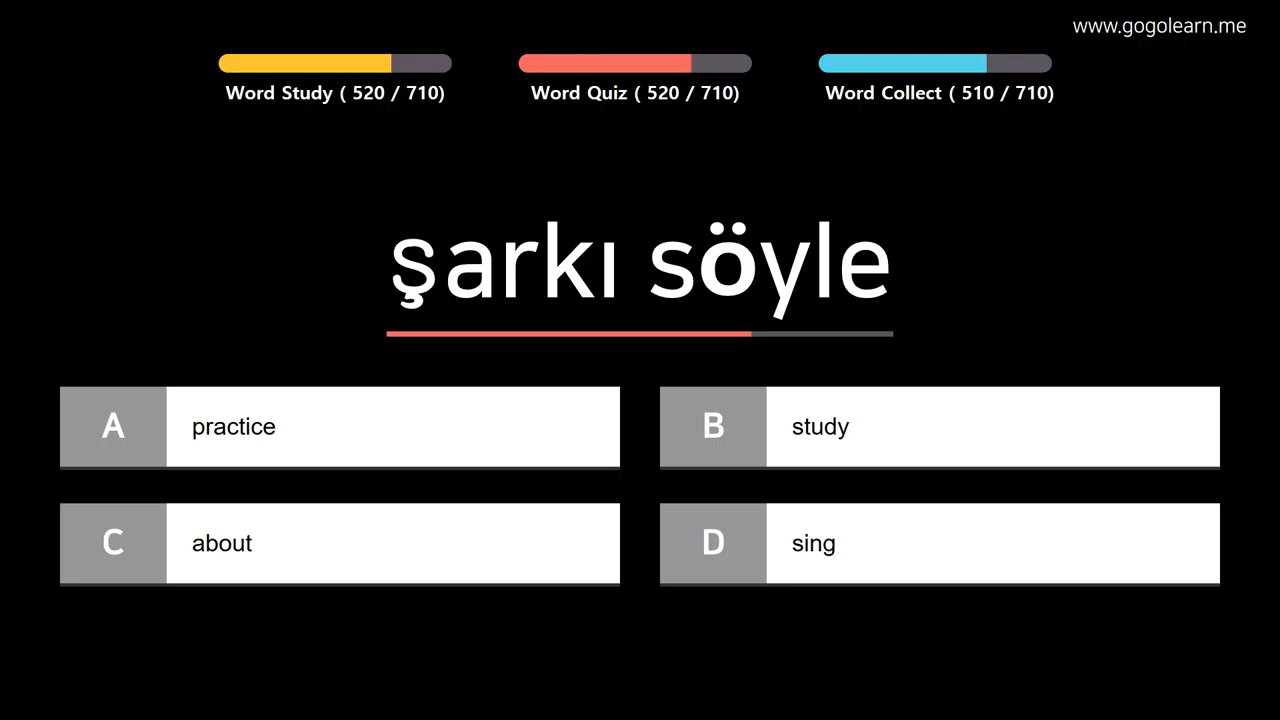 www.gogolearn.me
Word Study ( 520 / 710)
Word Quiz ( 520 / 710)
Word Collect ( 510 / 710)
şarkı söyle
A practice
B study
C about
D sing